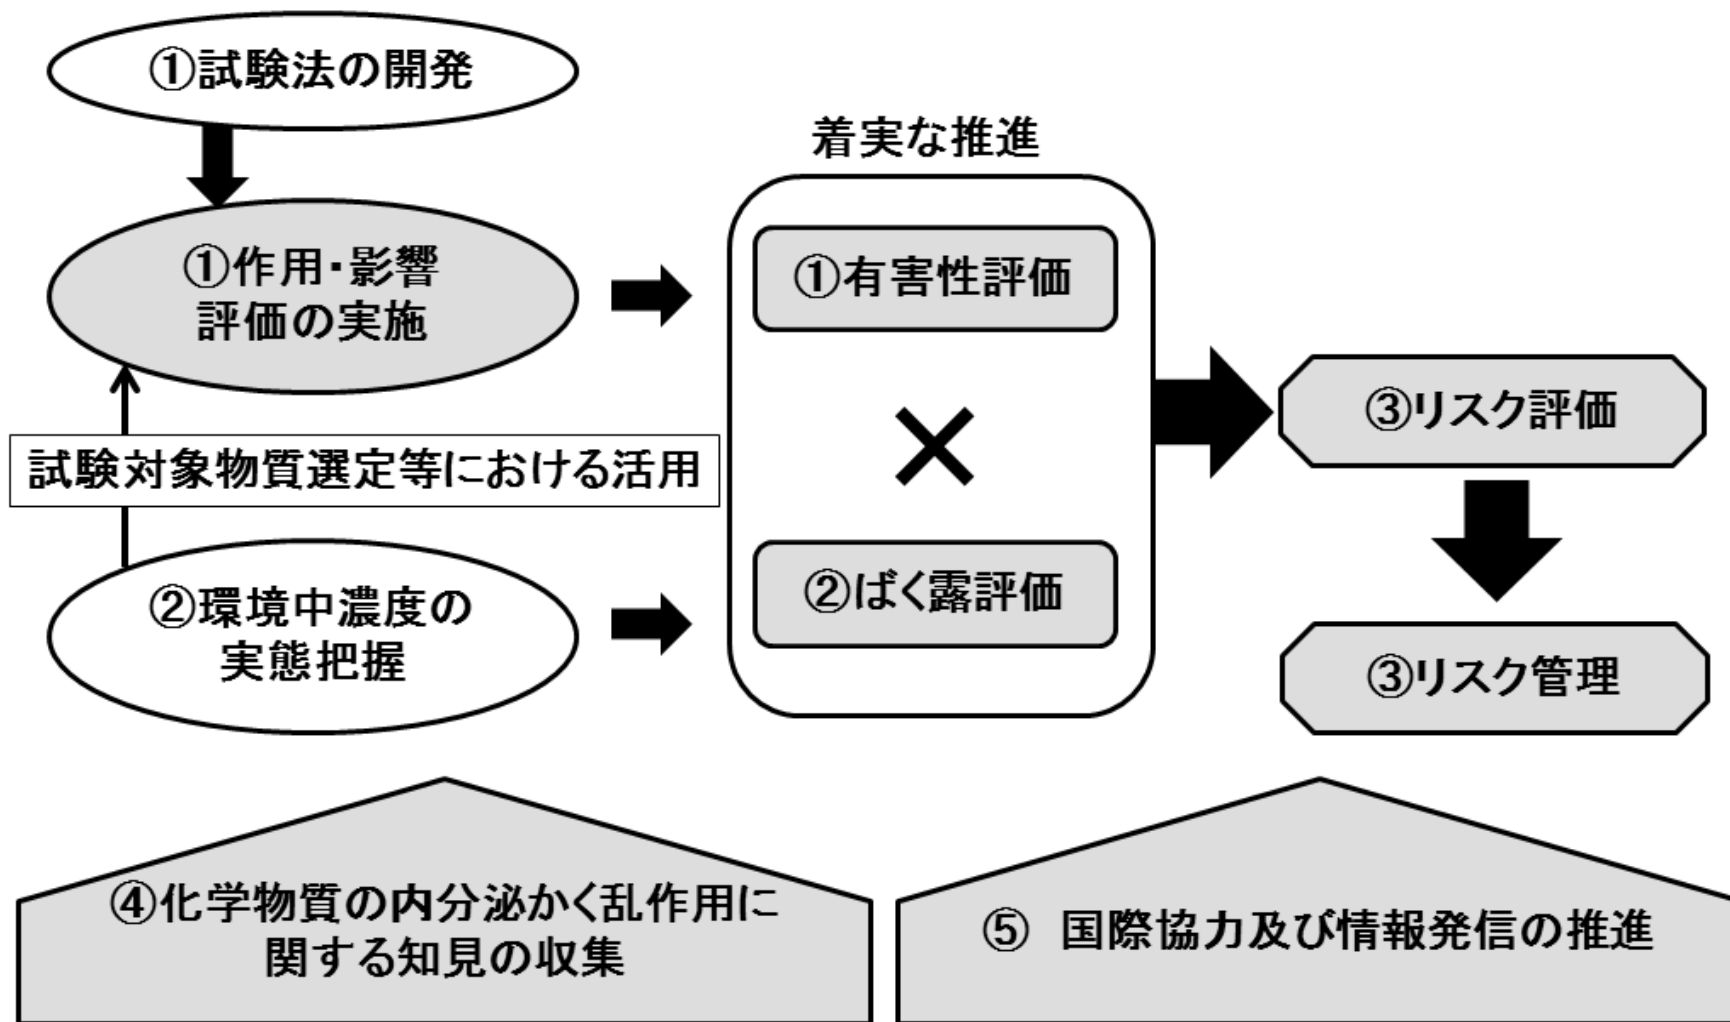 ①試験法の開発
着実な推進
①作用・影響
評価の実施
①有害性評価
③リスク評価
試験対象物質選定等における活用
②環境中濃度の
実態把握
②ばく露評価
③リスク管理
④化学物質の内分泌かく乱作用に
関する知見の収集
⑤ 国際協力及び情報発信の推進